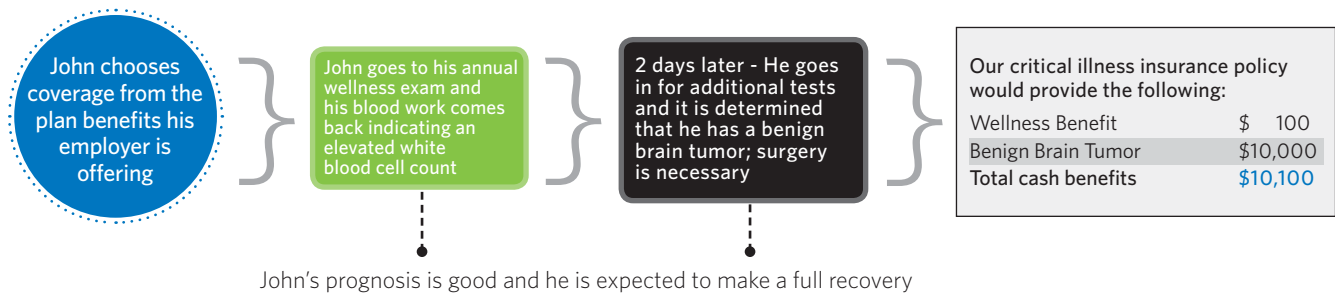 John chooses
coverage from the
plan benefits his
employer is
offering
John goes to his annual
wellness exam and
his blood work comes
back indicating an
elevated white
blood cell count
2 days later - He goes
in for additional tests
and it is determined
that he has a benign
brain tumor; surgery
is necessary
Our critical illness insurance policy
would provide the following:
Wellness Benefit $ 100
Benign Brain Tumor $10,000
Total cash benefits $10,100
John’s prognosis is good and he is expected to make a full recovery